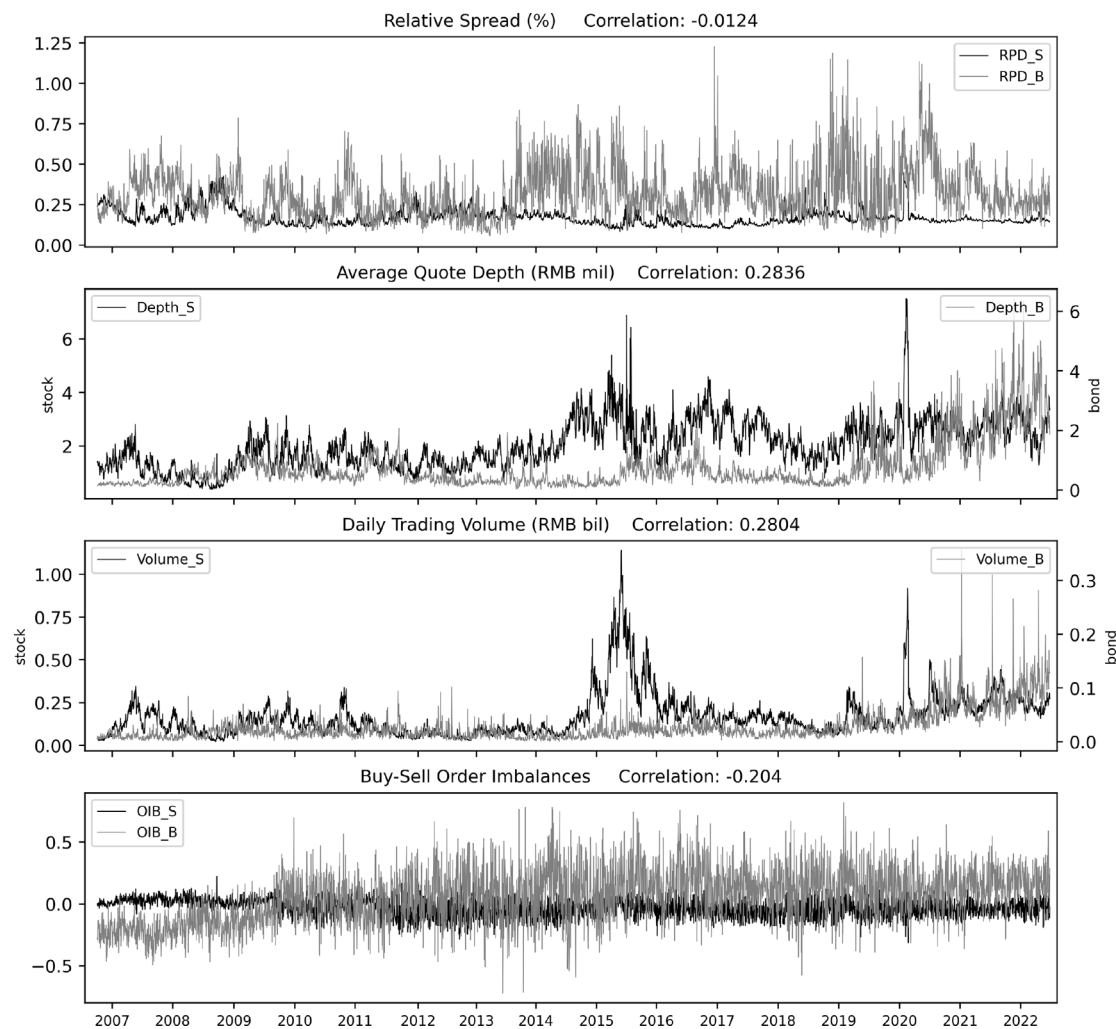 Relative Spread (%) Correlation: -0.0124
1.25
1.00
0.75
0.50
0.25
0.00
RPD_S
RPD_B
Average Quote Depth (RMB mil) Correlation: 0.2836
6
4
2
stock
Depth_S
Depth_B
6
4
2
0
bond
Daily Trading Volume (RMB bil) Correlation: 0.2804
1.00
0.75
0.50
0.25
0.00
stock
Volume_S
Volume_B
0.3
0.2
0.1
0.0
bond
Buy-Sell Order Imbalances Correlation: -0.204
0.5
0.0
−0.5
OIB_S
OIB_B
2007 2008 2009 2010 2011 2012 2013 2014 2015 2016 2017 2018 2019 2020 2021 2022